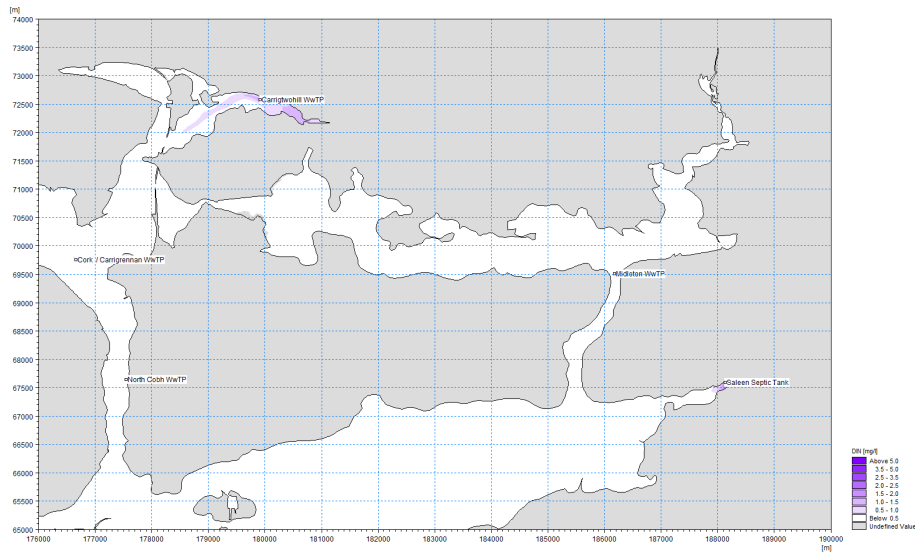 [m]
74000
73500
73000
72500
72000
71500
71000
70500
70000
69500
69000
68500
68000
67500
67000
66500
66000
65500
65000
Carrigtwohill WwTP
Cork / Carrigrennan WwTP
Midleton WwTP
North Cobh WwTP
Saleen Septic Tank
176000 177000 178000 179000 180000 181000 182000 183000 184000 185000 186000 187000 188000 189000 190000
[m]
DIN [mg/l]
Above 5.0
3.5 - 5.0
2.5 - 3.5
2.0 - 2.5
1.5 - 2.0
1.0 - 1.5
0.5 - 1.0
Below 0.5
Undefined Value